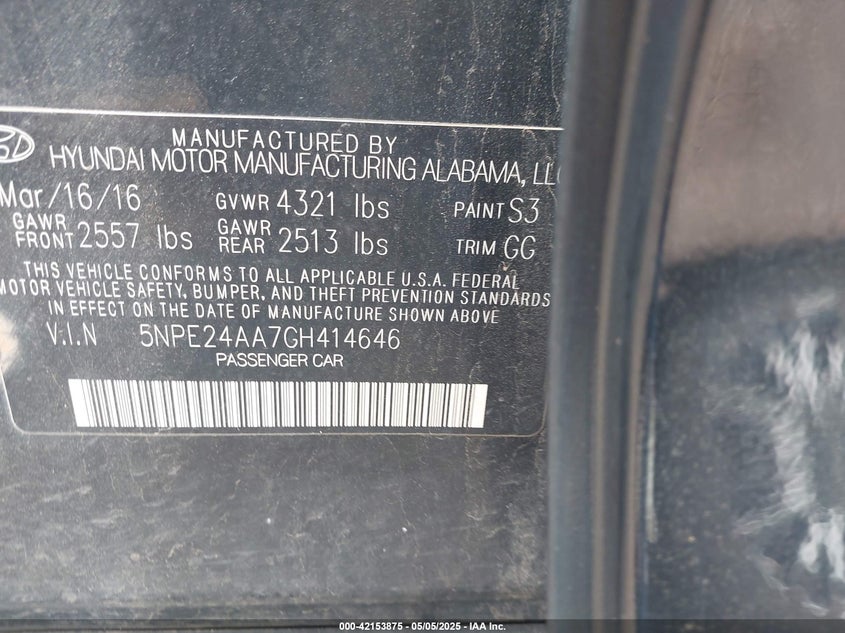 MANUFACTURED BY
HYUNDAI MOTOR MANUFACTURING ALABAMA, LLC
Mar/16/16 GVWR 4321 lbs PAINT S3
GAWR FRONT 2557 lbs GAWR REAR 2513 lbs TRIM GG
THIS VEHICLE CONFORMS TO ALL APPLICABLE U.S.A. FEDERAL
MOTOR VEHICLE SAFETY, BUMPER, AND THEFT PREVENTION STANDARDS
IN EFFECT ON THE DATE OF MANUFACTURE SHOWN ABOVE
V.I.N 5NPE24AA7GH414646
PASSENGER CAR
000-42153875 - 05/05/2025 - IAA Inc.